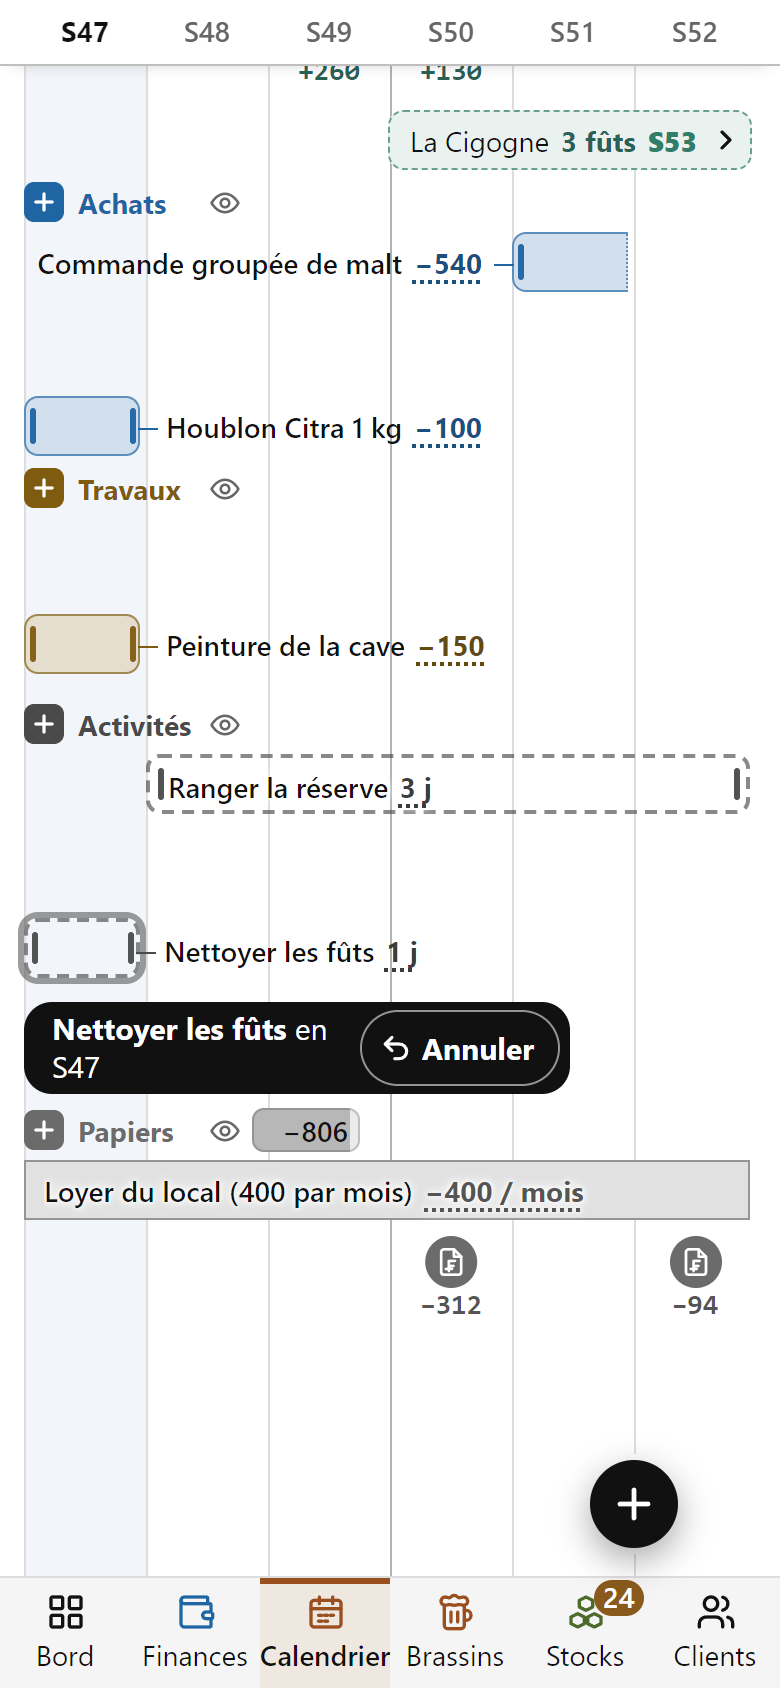 S47 S48 S49 S50 S51 S52
+260 +130
La Cigogne 3 fûts S53
Achats
Commande groupée de malt −540
Houblon Citra 1 kg −100
Travaux
Peinture de la cave −150
Activités
Ranger la réserve 3 j
Nettoyer les fûts 1 j
Nettoyer les fûts en
S47
Annuler
Papiers −806
Loyer du local (400 par mois) −400 / mois
−312 −94
24
Bord Finances Calendrier Brassins Stocks Clients